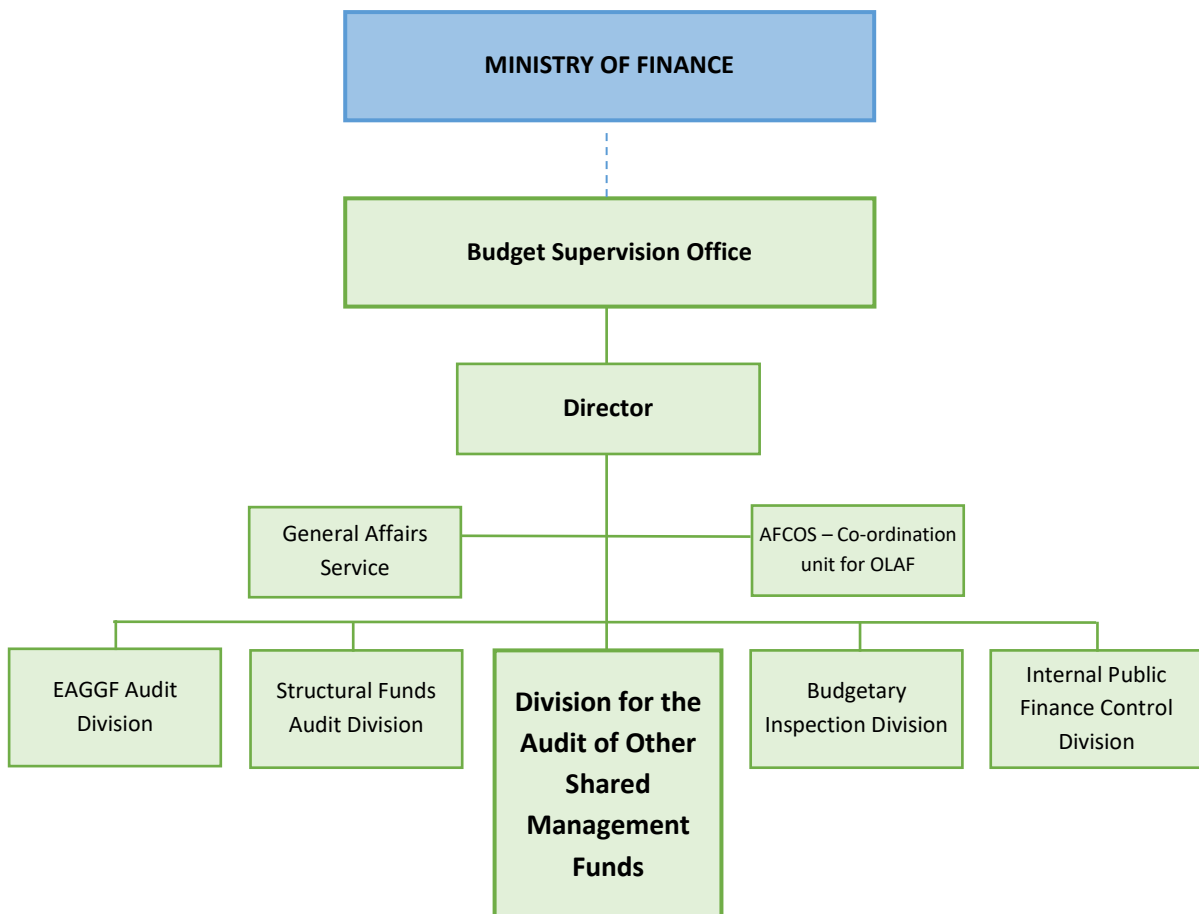 MINISTRY OF FINANCE
Budget Supervision Office
Director
General Affairs
Service
AFCOS – Co-ordination
unit for OLAF
EAGGF Audit
Division
Structural Funds
Audit Division
Division for the
Audit of Other
Shared
Management
Funds
Budgetary
Inspection Division
Internal Public
Finance Control
Division